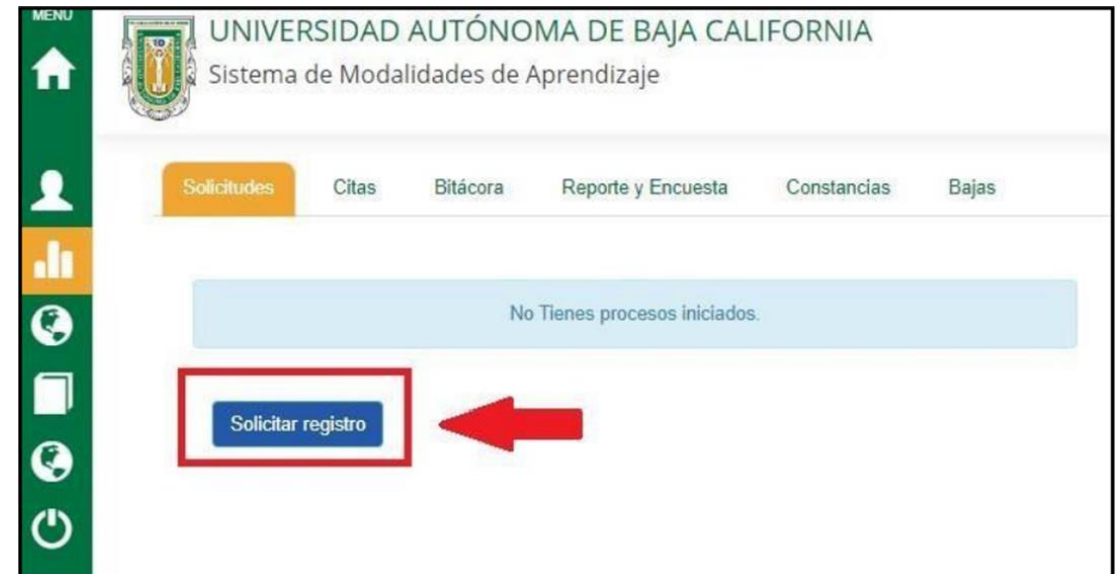 MENU
UNIVERSIDAD AUTÓNOMA DE BAJA CALIFORNIA
Sistema de Modalidades de Aprendizaje
Solicitudes Citas Bitácora Reporte y Encuesta Constancias Bajas
No Tienes procesos iniciados.
Solicitar registro